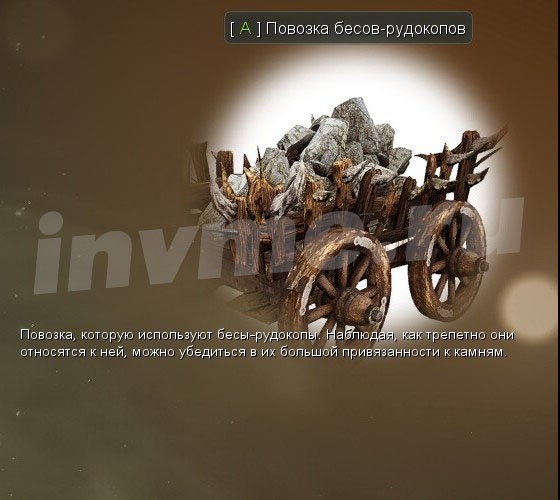 [ A ] Повозка бесов-рудокопов
invme.ru
Повозка, которую используют бесы-рудокопы. Наблюдая, как трепетно они
относятся к ней, можно убедиться в их большой привязанности к камням.